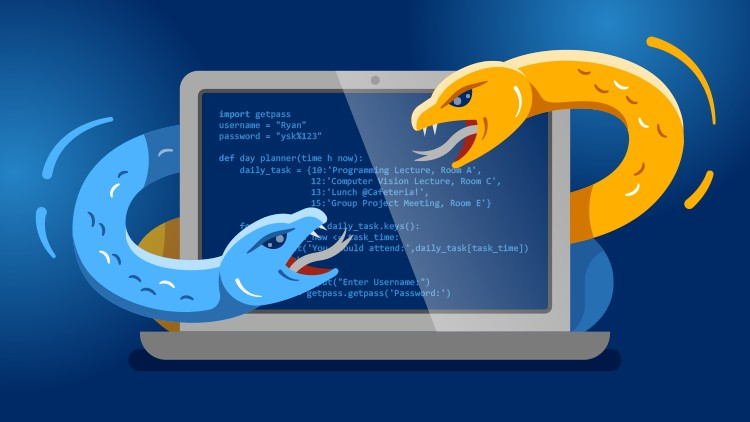 import getpass
username = "Ryan"
password = "ysk%123"
def day planner(time h now):
daily_task = {10:'Programming Lecture, Room A',
12:'Computer Vision Lecture, Room C',
13:'Lunch @Cafeteria!',
15:'Group Project Meeting, Room E'}
daily_task.keys():
task_time:
attend:',daily_task[task_time])
"Enter Username:")
getpass.getpass('Password:')